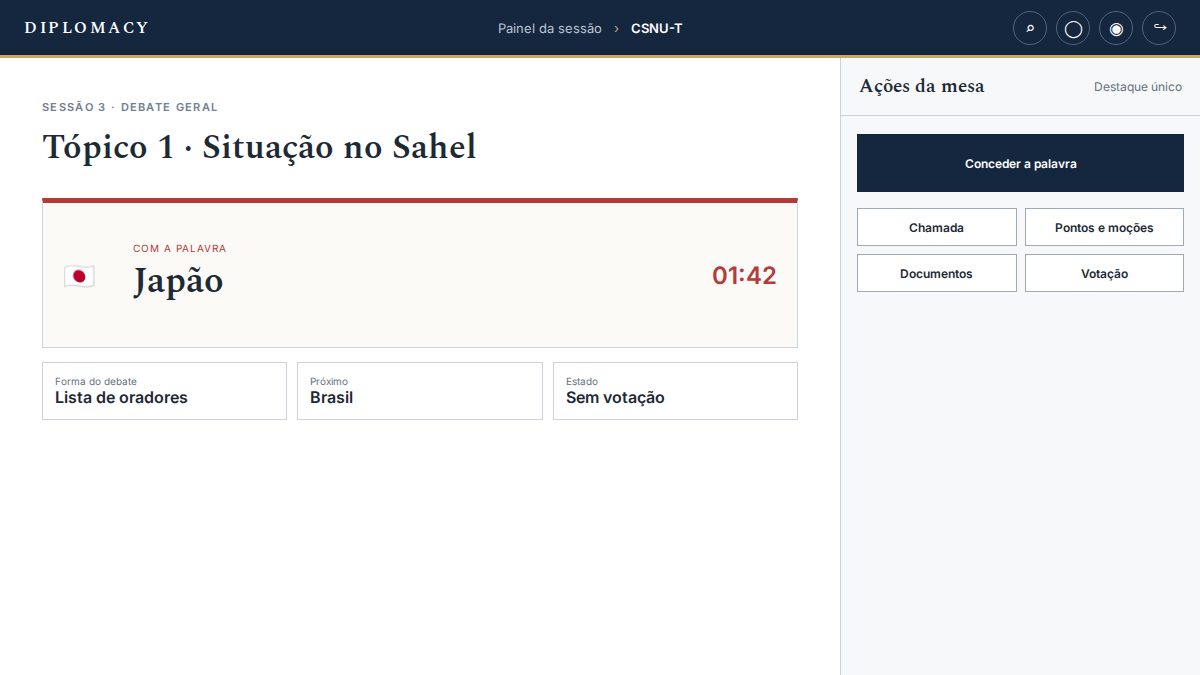 DIPLOMACY
Painel da sessão › CSNU-T
SESSÃO 3 · DEBATE GERAL
Tópico 1 · Situação no Sahel
COM A PALAVRA
Japão
01:42
Forma do debate
Lista de oradores
Próximo
Brasil
Estado
Sem votação
Ações da mesa
Destaque único
Conceder a palavra
Chamada
Pontos e moções
Documentos
Votação